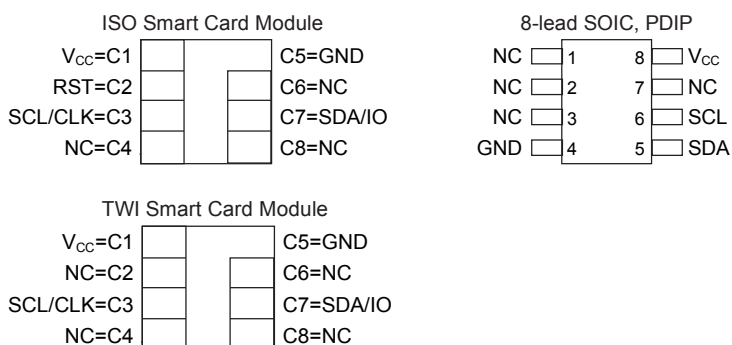 ISO Smart Card Module
VCC=C1 C5=GND
RST=C2 C6=NC
SCL/CLK=C3 C7=SDA/IO
NC=C4 C8=NC
8-lead SOIC, PDIP
NC 1 8 VCC
NC 2 7 NC
NC 3 6 SCL
GND 4 5 SDA
TWI Smart Card Module
VCC=C1 C5=GND
NC=C2 C6=NC
SCL/CLK=C3 C7=SDA/IO
NC=C4 C8=NC